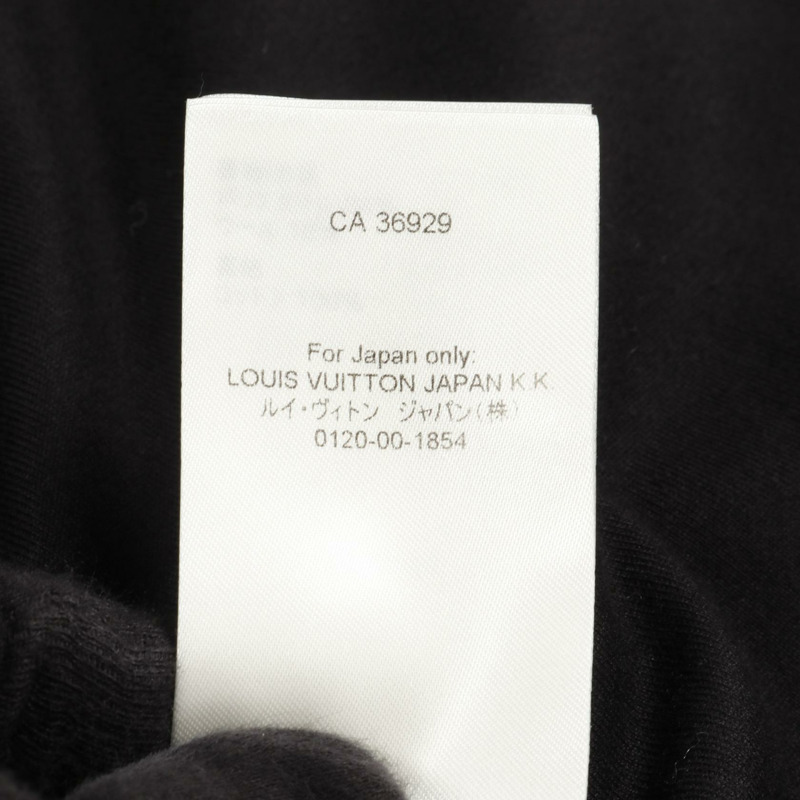 CA 36929
For Japan only:
LOUIS VUITTON JAPAN K.K.
ルイ・ヴィトン ジャパン(株)
0120-00-1854